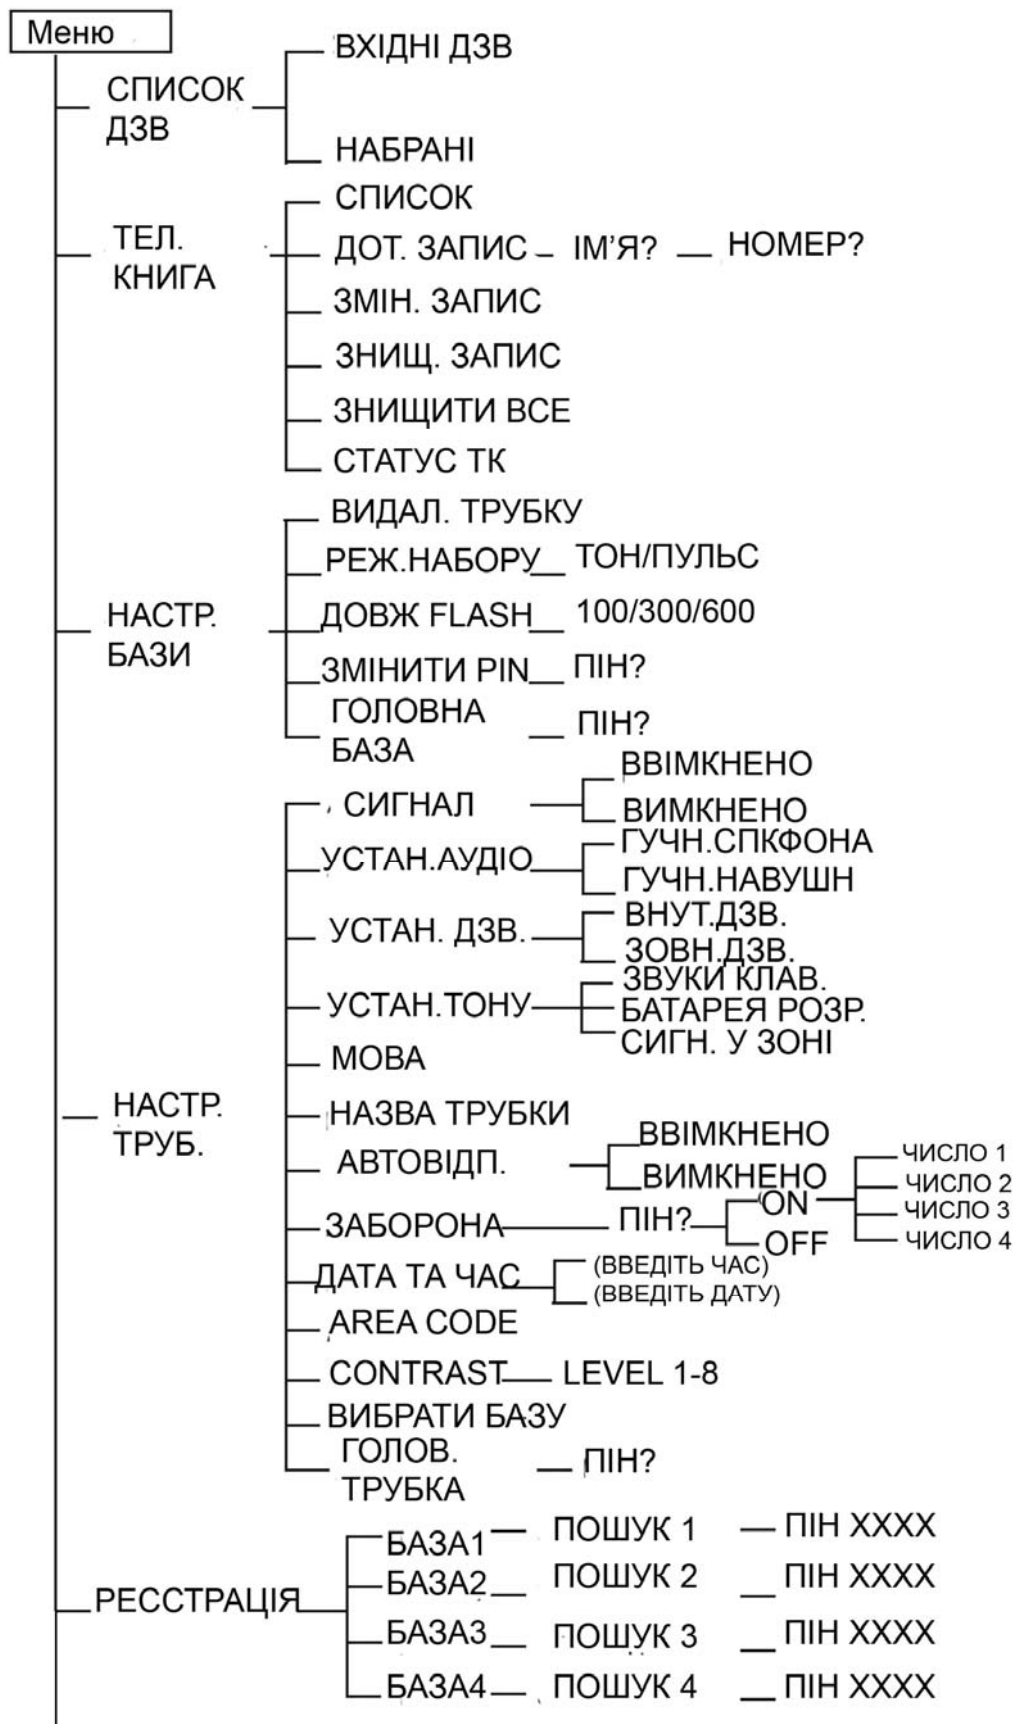 Меню
СПИСОК
ДЗВ
ВХІДНІ ДЗВ
НАБРАНІ
ТЕЛ.
КНИГА
СПИСОК
ДОТ. ЗАПИС ІМ'Я? НОМЕР?
ЗМІН. ЗАПИС
ЗНИЩ. ЗАПИС
ЗНИЩИТИ ВСЕ
СТАТУС ТК
НАСТР.
БАЗИ
ВИДАЛ. ТРУБКУ
РЕЖ.НАБОРУ ТОН/ПУЛЬС
ДОВЖ FLASH 100/300/600
ЗМІНИТИ PIN ПІН?
ГОЛОВНА
БАЗА
ПІН?
НАСТР.
ТРУБ.
СИГНАЛ
ВВІМКНЕНО
ВИМКНЕНО
УСТАН.АУДІО
ГУЧН.СПКФОНА
ГУЧН.НАВУШН
УСТАН. ДЗВ.
ВНУТ.ДЗВ.
ЗОВН.ДЗВ.
УСТАН.ТОНУ
ЗВУКИ КЛАВ.
БАТАРЕЯ РОЗР.
СИГН. У ЗОНІ
МОВА
НАЗВА ТРУБКИ
АВТОВІДП.
ВВІМКНЕНО
ВИМКНЕНО
ЗАБОРОНА ПІН?
ON
ЧИСЛО 1
ЧИСЛО 2
ЧИСЛО 3
ЧИСЛО 4
OFF
ДАТА ТА ЧАС
(ВВЕДІТЬ ЧАС)
(ВВЕДІТЬ ДАТУ)
AREA CODE
CONTRAST LEVEL 1-8
ВИБРАТИ БАЗУ
ГОЛОВ.
ТРУБКА
ПІН?
РЕССТРАЦІЯ
БАЗА1 ПОШУК 1 ПІН XXXX
БАЗА2 ПОШУК 2 ПІН XXXX
БАЗА3 ПОШУК 3 ПІН XXXX
БАЗА4 ПОШУК 4 ПІН XXXX